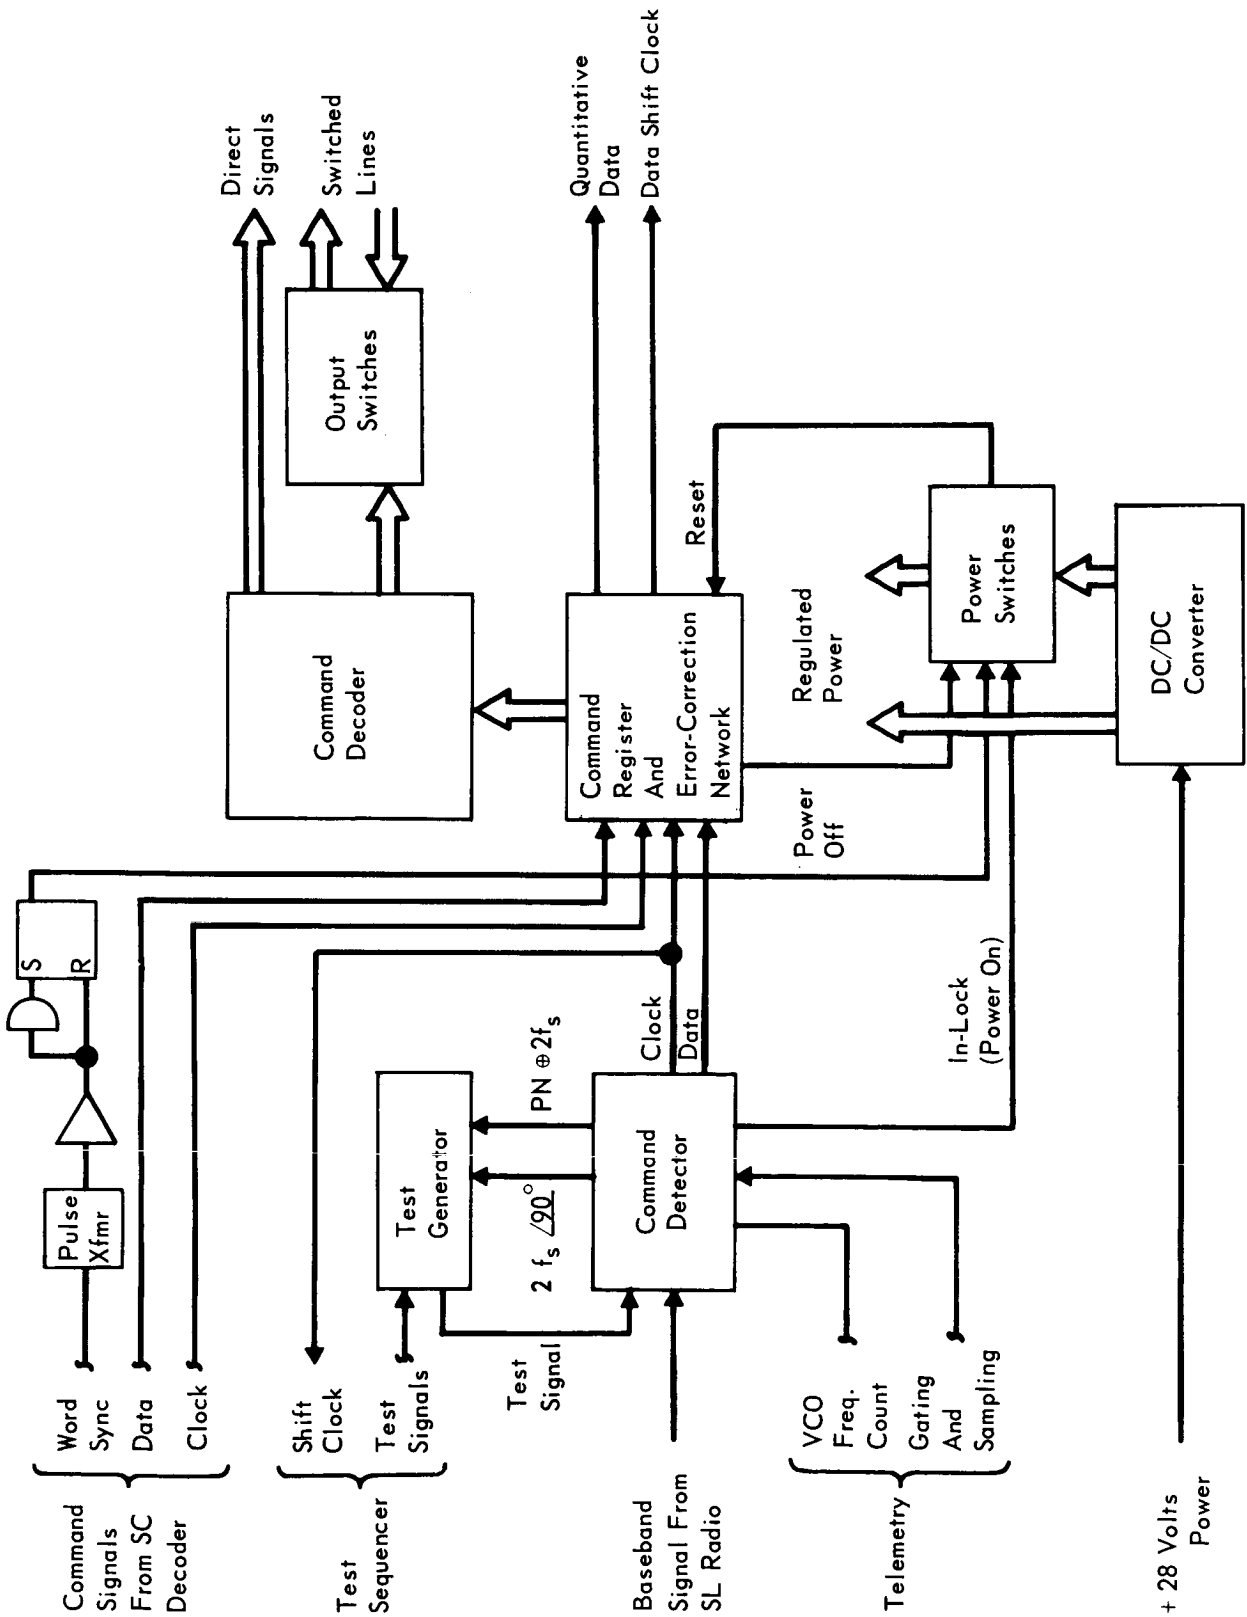 Command
Signals
From SC
Decoder
Word
Sync
Data
Clock
Pulse
Xfmr
S
R
Test
Sequencer
Shift
Clock
Test
Signals
Test
Generator
Test
Signal
2 fs /90°
PN ⊕ 2fs
Baseband
Signal From
SL Radio
Command
Detector
Clock
Data
Telemetry
VCO
Freq.
Count
Gating
And
Sampling
In-Lock
(Power On)
+ 28 Volts
Power
Command
Decoder
Direct
Signals
Output
Switches
Switched
Lines
Command
Register
And
Error-Correction
Network
Quantitative
Data
Data Shift Clock
Reset
Power
Off
Regulated
Power
Power
Switches
DC/DC
Converter